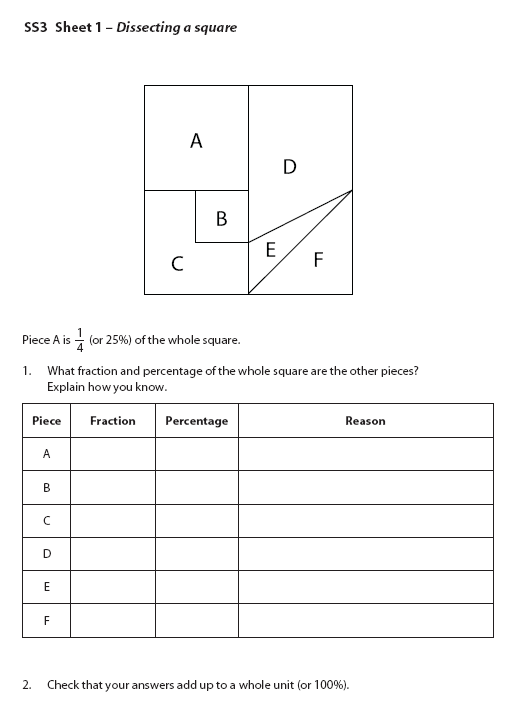 SS3 Sheet 1 – Dissecting a square
A
D
B
C
E
F
Piece A is 1/4 (or 25%) of the whole square.
1. What fraction and percentage of the whole square are the other pieces?
Explain how you know.
Piece Fraction Percentage Reason
A
B
C
D
E
F
2. Check that your answers add up to a whole unit (or 100%).